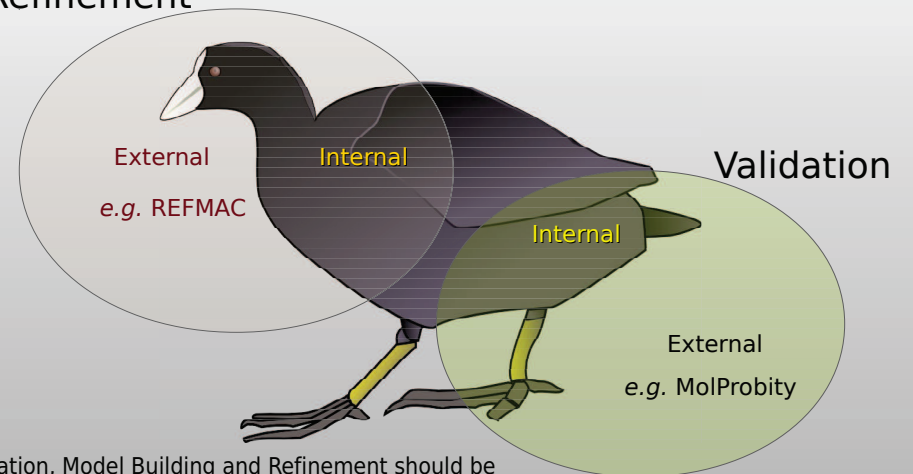 Refinement
External
Internal
e.g. REFMAC
Validation
Internal
External
e.g. MolProbity
Model Building and Refinement should be